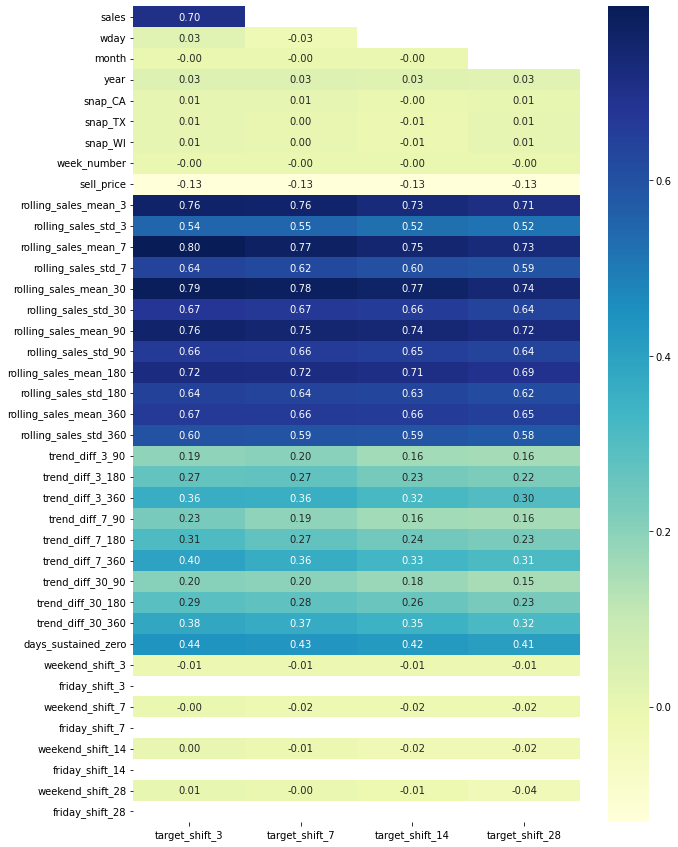 sales 0.70
wday 0.03 -0.03
month -0.00 -0.00 -0.00
year 0.03 0.03 0.03 0.03
snap_CA 0.01 0.01 -0.00 0.01
snap_TX 0.01 0.00 -0.01 0.01
snap_WI 0.01 0.00 -0.01 0.01
week_number -0.00 -0.00 -0.00 -0.00
sell_price -0.13 -0.13 -0.13 -0.13
rolling_sales_mean_3 0.76 0.76 0.73 0.71
rolling_sales_std_3 0.54 0.55 0.52 0.52
rolling_sales_mean_7 0.80 0.77 0.75 0.73
rolling_sales_std_7 0.64 0.62 0.60 0.59
rolling_sales_mean_30 0.79 0.78 0.77 0.74
rolling_sales_std_30 0.67 0.67 0.66 0.64
rolling_sales_mean_90 0.76 0.75 0.74 0.72
rolling_sales_std_90 0.66 0.66 0.65 0.64
rolling_sales_mean_180 0.72 0.72 0.71 0.69
rolling_sales_std_180 0.64 0.64 0.63 0.62
rolling_sales_mean_360 0.67 0.66 0.66 0.65
rolling_sales_std_360 0.60 0.59 0.59 0.58
trend_diff_3_90 0.19 0.20 0.16 0.16
trend_diff_3_180 0.27 0.27 0.23 0.22
trend_diff_3_360 0.36 0.36 0.32 0.30
trend_diff_7_90 0.23 0.19 0.16 0.16
trend_diff_7_180 0.31 0.27 0.24 0.23
trend_diff_7_360 0.40 0.36 0.33 0.31
trend_diff_30_90 0.20 0.20 0.18 0.15
trend_diff_30_180 0.29 0.28 0.26 0.23
trend_diff_30_360 0.38 0.37 0.35 0.32
days_sustained_zero 0.44 0.43 0.42 0.41
weekend_shift_3 -0.01 -0.01 -0.01 -0.01
friday_shift_3
weekend_shift_7 -0.00 -0.02 -0.02 -0.02
friday_shift_7
weekend_shift_14 0.00 -0.01 -0.02 -0.02
friday_shift_14
weekend_shift_28 0.01 -0.00 -0.01 -0.04
friday_shift_28
target_shift_3 target_shift_7 target_shift_14 target_shift_28
0.6
0.4
0.2
0.0